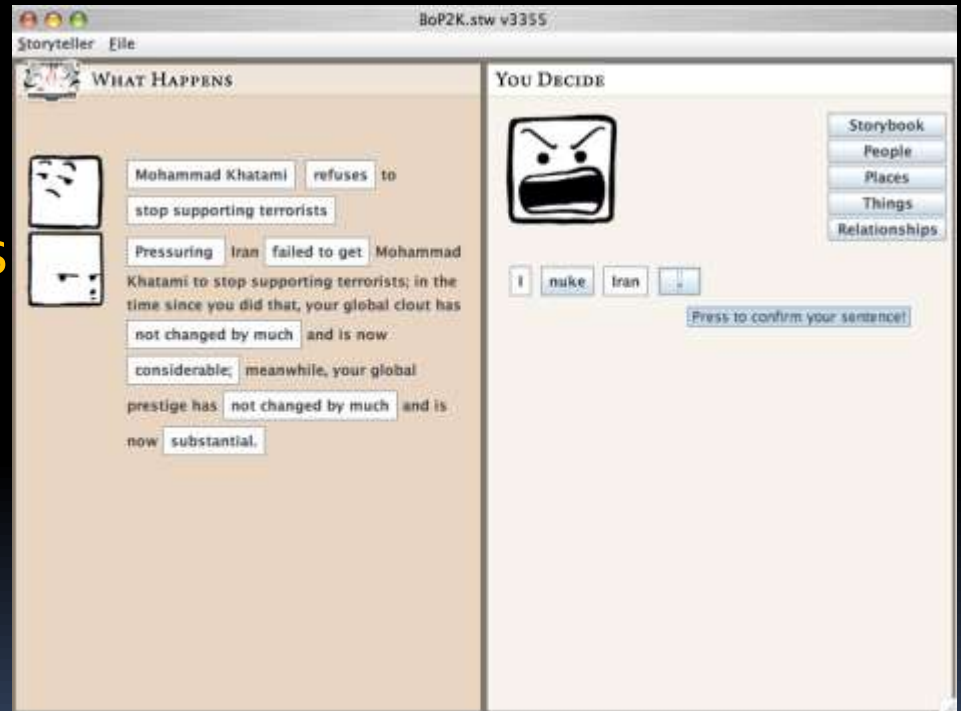 BoP2K.stw v3355
Storyteller File
WHAT HAPPENS
Mohammad Khatami refuses to
stop supporting terrorists
Pressuring Iran failed to get Mohammad
Khatami to stop supporting terrorists; in the
time since you did that, your global clout has
not changed by much and is now
considerable; meanwhile, your global
prestige has not changed by much and is
now substantial.
YOU DECIDE
Storybook
People
Places
Things
Relationships
I nuke Iran .
Press to confirm your sentence!
s